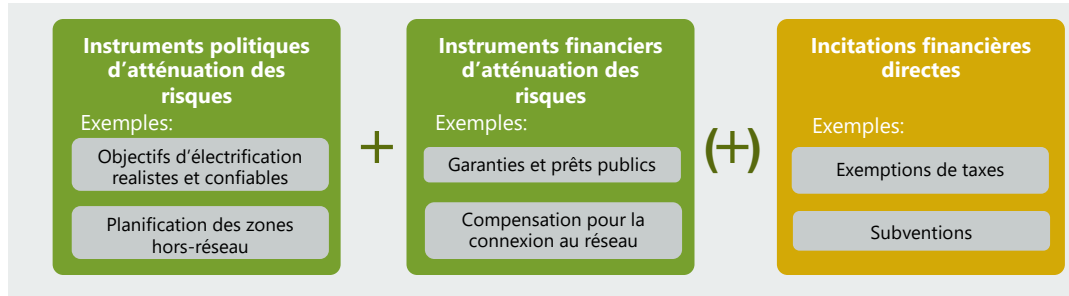 Instruments politiques
d’atténuation des
risques
Exemples:
Objectifs d’électrification
realistes et confiables
Planification des zones
hors-réseau
+
Instruments financiers
d’atténuation des
risques
Exemples:
Garanties et prêts publics
Compensation pour la
connexion au réseau
(+)
Incitations financières
directes
Exemples:
Exemptions de taxes
Subventions